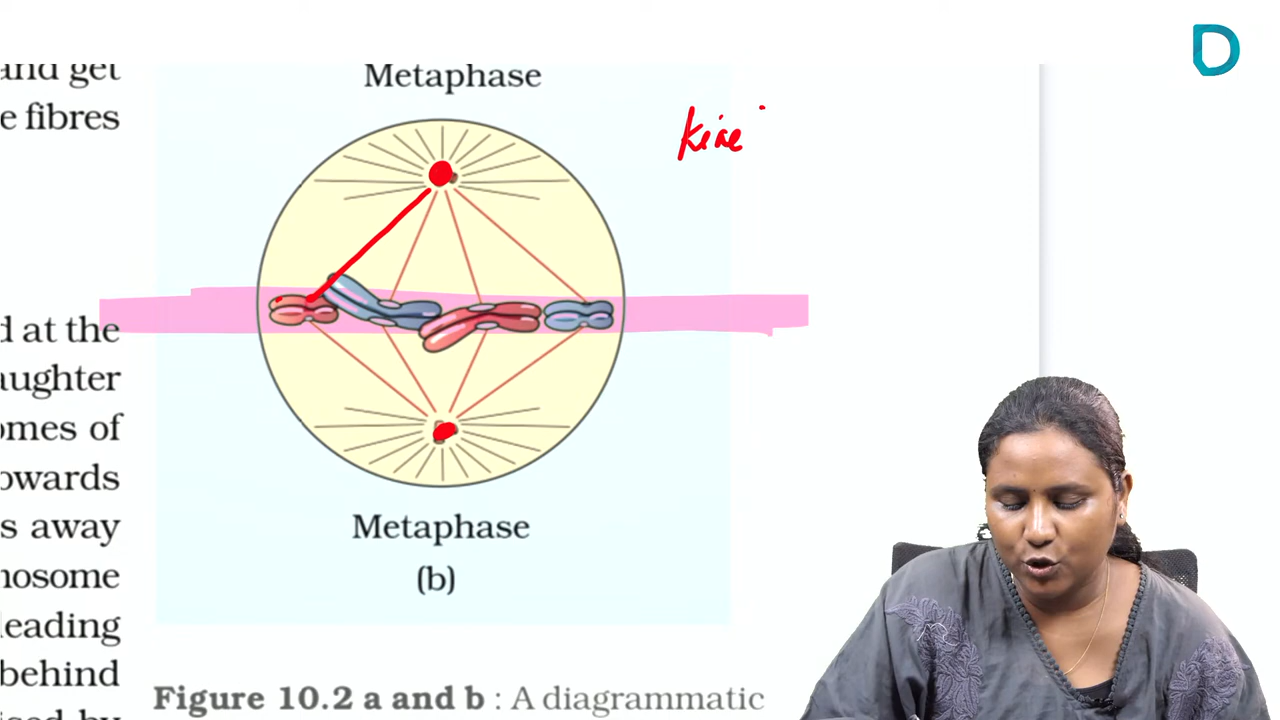 D
and get
e fibres
Metaphase
kine
d at the
aughter
omes of
owards
s away
nosome
leading
behind
Metaphase
(b)
Figure 10.2 a and b : A diagrammatic